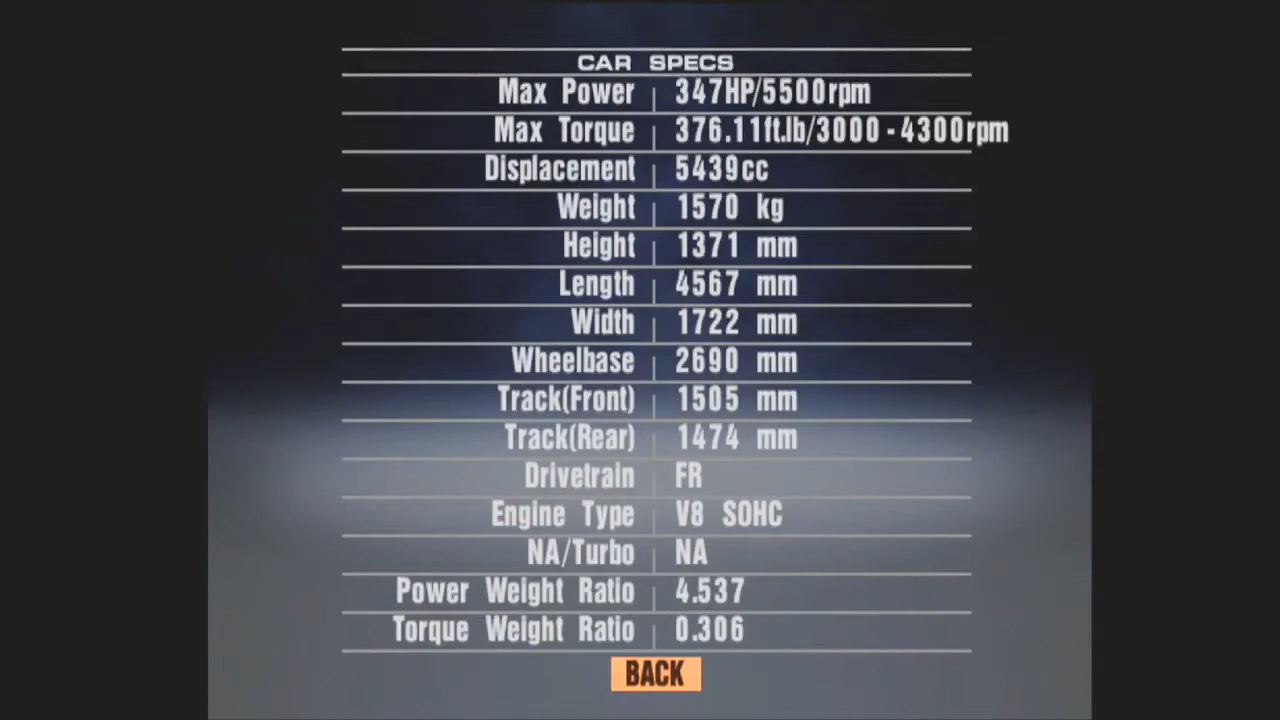 CAR SPECS
Max Power 347HP/5500rpm
Max Torque 376.11ft.lb/3000-4300rpm
Displacement 5439cc
Weight 1570 kg
Height 1371 mm
Length 4567 mm
Width 1722 mm
Wheelbase 2690 mm
Track(Front) 1505 mm
Track(Rear) 1474 mm
Drivetrain FR
Engine Type V8 SOHC
NA/Turbo NA
Power Weight Ratio 4.537
Torque Weight Ratio 0.306
BACK